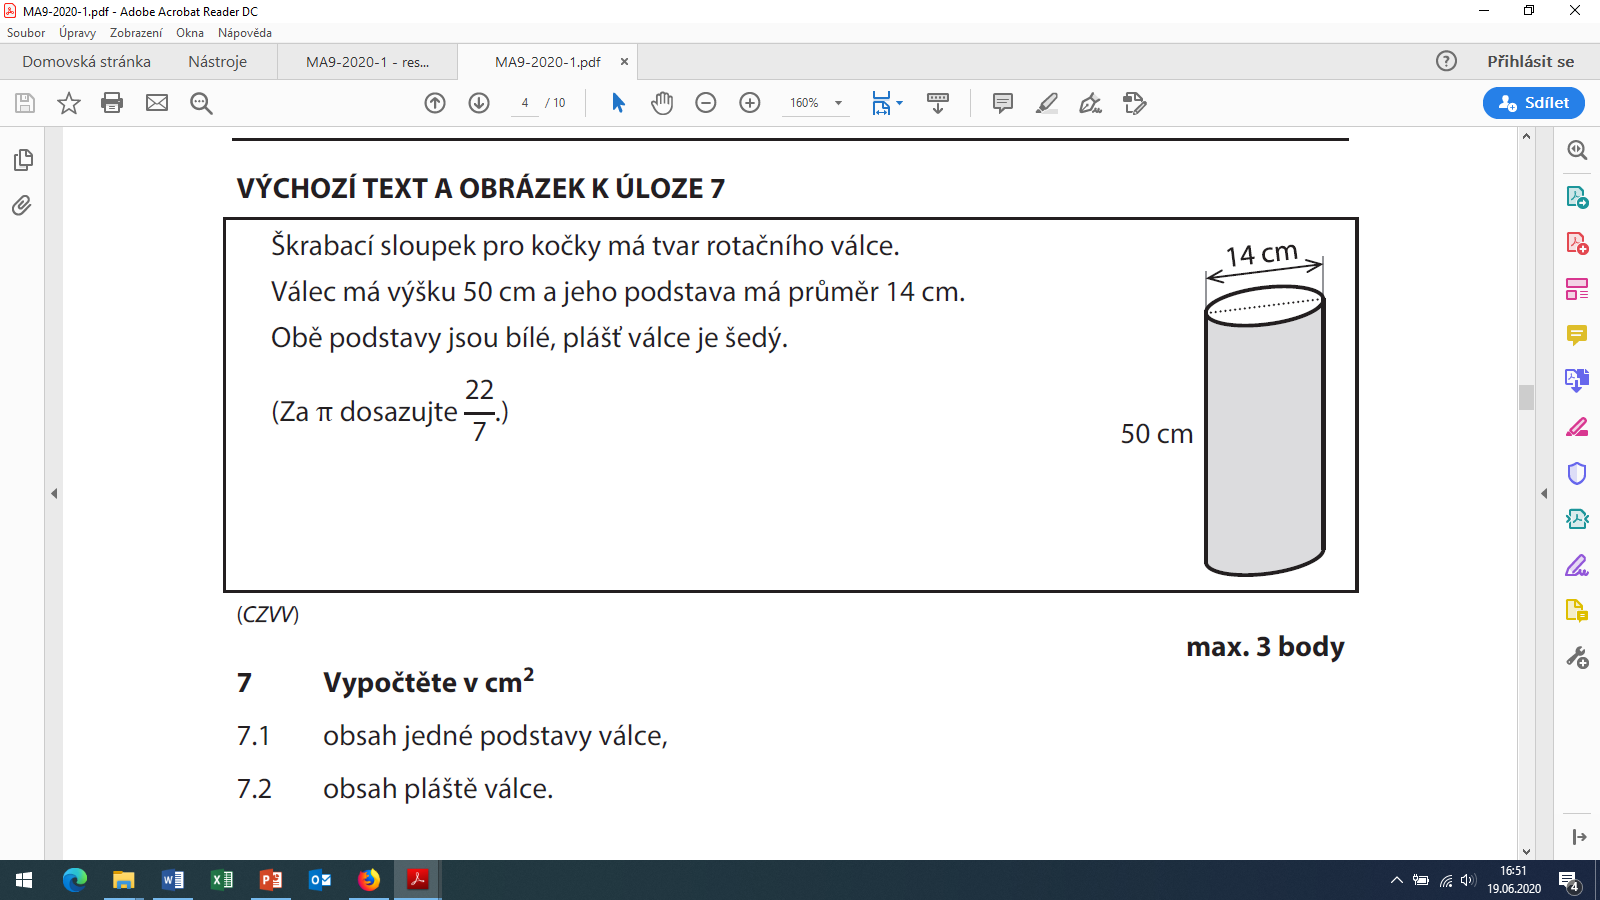 MA9-2020-1.pdf - Adobe Acrobat Reader DC
Soubor Úpravy Zobrazení Okna Nápověda
Domovská stránka Nástroje MA9-2020-1 - res... MA9-2020-1.pdf × ? Přihlásit se
4 / 10 160% Sdílet
VÝCHOZÍ TEXT A OBRÁZEK K ÚLOZE 7
Škrabací sloupek pro kočky má tvar rotačního válce.
Válec má výšku 50 cm a jeho podstava má průměr 14 cm.
Obě podstavy jsou bílé, plášť válce je šedý.
(Za π dosazujte 22/7.)
14 cm
50 cm
(CZVV)
max. 3 body
7 Vypočtěte v cm²
7.1 obsah jedné podstavy válce,
7.2 obsah pláště válce.
16:51
19.06.2020
4